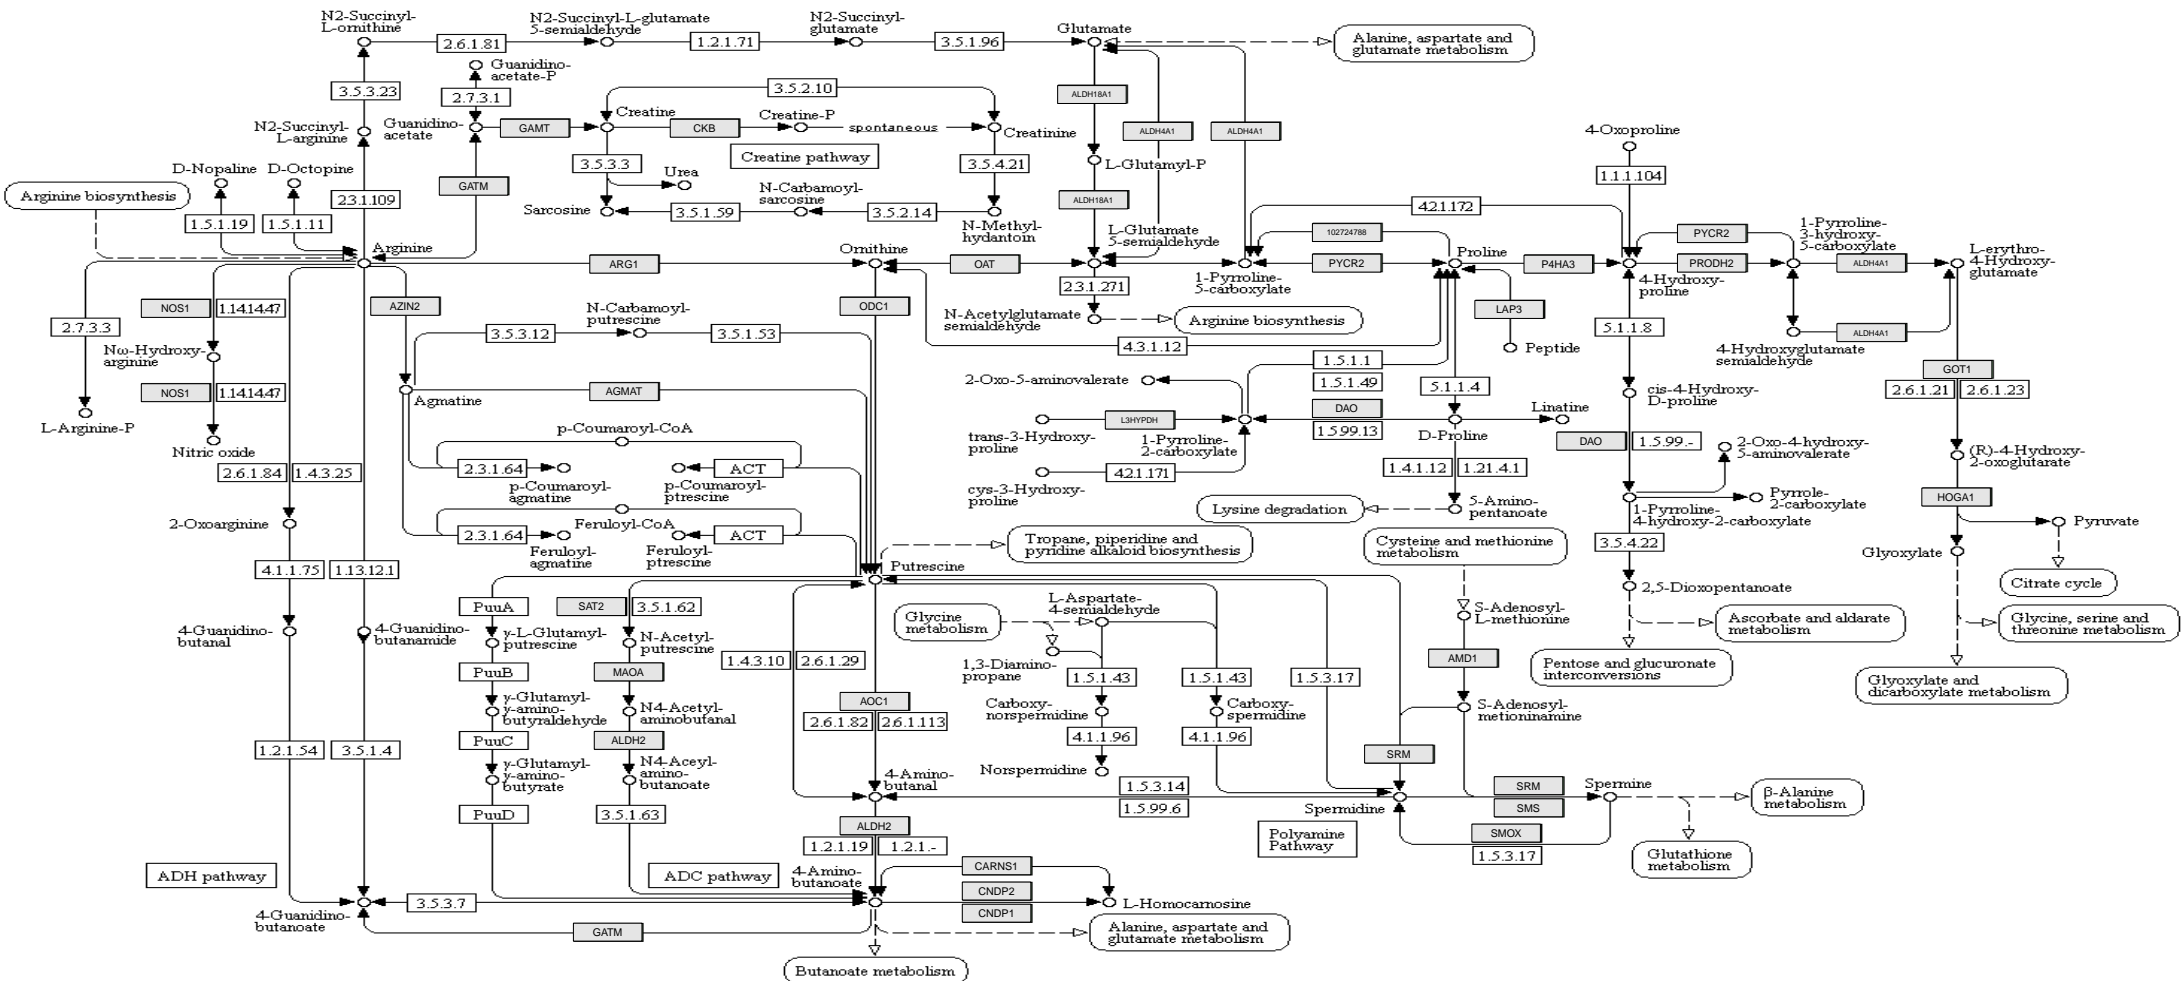 N2-Succinyl-
L-ornithine
N2-Succinyl-L-glutamate
5-semialdehyde
N2-Succinyl-
glutamate
Glutamate
Alanine, aspartate and
glutamate metabolism
2.6.1.81
1.2.1.71
3.5.1.96
Guanidino-
acetate-P
3.5.3.23
2.7.3.1
3.5.2.10
ALDH18A1
N2-Succinyl-
L-arginine
Guanidino-
acetate
GAMT
Creatine
CKB
Creatine-P
spontaneous
Creatinine
ALDH4A1
ALDH4A1
4-Oxoproline
Creatine pathway
3.5.3.3
3.5.4.21
L-Glutamyl-P
1.1.1.104
D-Nopaline
D-Octopine
Urea
GATM
Arginine biosynthesis
2.3.1.109
N-Carbamoyl-
sarcosine
ALDH18A1
Sarcosine
3.5.1.59
3.5.2.14
4.2.1.172
1.5.1.19
1.5.1.11
N-Methyl-
hydantoin
L-Glutamate
5-semialdehyde
102724788
PYCR2
1-Pyrroline-
3-hydroxy-
5-carboxylate
Arginine
Ornithine
Proline
L-erythro-
4-Hydroxy-
glutamate
ARG1
OAT
PYCR2
P4HA3
PRODH2
ALDH4A1
1-Pyrroline-
5-carboxylate
4-Hydroxy-
proline
2.3.1.271
NOS1
1.14.14.47
AZIN2
N-Carbamoyl-
putrescine
ODC1
LAP3
2.7.3.3
3.5.3.12
3.5.1.53
N-Acetylglutamate
semialdehyde
Arginine biosynthesis
5.1.1.8
ALDH4A1
Nω-Hydroxy-
arginine
4.3.1.12
Peptide
4-Hydroxyglutamate
semialdehyde
1.5.1.1
GOT1
NOS1
1.14.14.47
AGMAT
2-Oxo-5-aminovalerate
1.5.1.49
5.1.1.4
cis-4-Hydroxy-
D-proline
2.6.1.21
2.6.1.23
Agmatine
L-Arginine-P
L3HYPDH
DAO
Linatine
p-Coumaroyl-CoA
trans-3-Hydroxy-
proline
1-Pyrroline-
2-carboxylate
1.5.99.13
D-Proline
DAO
1.5.99.-
2-Oxo-4-hydroxy-
5-aminovalerate
Nitric oxide
2.6.1.84
1.4.3.25
2.3.1.64
ACT
4.2.1.171
1.4.1.12
1.21.4.1
(R)-4-Hydroxy-
2-oxoglutarate
p-Coumaroyl-
agmatine
p-Coumaroyl-
ptrescine
cys-3-Hydroxy-
proline
Pyrrole-
2-carboxylate
HOGA1
Lysine degradation
5-Amino-
pentanoate
1-Pyrroline-
4-hydroxy-2-carboxylate
2-Oxoarginine
Feruloyl-CoA
Pyruvate
2.3.1.64
ACT
Tropane, piperidine and
pyridine alkaloid biosynthesis
Cysteine and methionine
metabolism
3.5.4.22
Glyoxylate
Feruloyl-
agmatine
Feruloyl-
ptrescine
Putrescine
4.1.1.75
1.13.12.1
2,5-Dioxopentanoate
Citrate cycle
PuuA
SAT2
3.5.1.62
Glycine
metabolism
L-Aspartate-
4-semialdehyde
S-Adenosyl-
L-methionine
Ascorbate and aldarate
metabolism
Glycine, serine and
threonine metabolism
4-Guanidino-
butanal
4-Guanidino-
butanamide
γ-L-Glutamyl-
putrescine
N-Acetyl-
putrescine
1.4.3.10
2.6.1.29
1,3-Diamino-
propane
AMD1
Pentose and glucuronate
interconversions
PuuB
MAOA
1.5.1.43
1.5.1.43
1.5.3.17
Glyoxylate and
dicarboxylate metabolism
γ-Glutamyl-
γ-amino-
butyraldehyde
N4-Acetyl-
aminobufanal
AOC1
Carboxy-
norspermidine
Carboxy-
spermidine
S-Adenosyl-
metioninamine
2.6.1.82
2.6.1.113
PuuC
ALDH2
4.1.1.96
4.1.1.96
1.2.1.54
3.5.1.4
SRM
γ-Glutamyl-
γ-amino-
butyrate
N4-Aceyl-
amino-
butanoate
4-Amino-
butanal
Norspermidine
1.5.3.14
SRM
Spermine
β-Alanine
metabolism
1.5.99.6
Spermidine
SMS
PuuD
3.5.1.63
ALDH2
Polyamine
Pathway
SMOX
1.2.1.19
1.2.1.-
1.5.3.17
Glutathione
metabolism
ADH pathway
ADC pathway
4-Amino-
butanoate
CARNS1
CNDP2
3.5.3.7
L-Homocarnosine
4-Guanidino-
butanoate
CNDP1
GATM
Alanine, aspartate and
glutamate metabolism
Butanoate metabolism